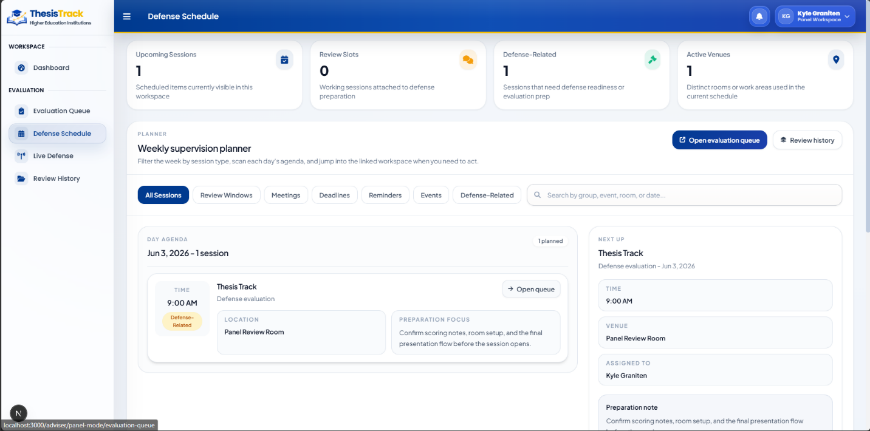 ThesisTrack
Higher Education Institutions
WORKSPACE
Dashboard
EVALUATION
Evaluation Queue
Defense Schedule
Live Defense
Review History
Defense Schedule
KG
Kyle Graniten
Panel Workspace
Upcoming Sessions
1
Scheduled items currently visible in this
workspace
Review Slots
0
Working sessions attached to defense
preparation
Defense-Related
1
Sessions that need defense readiness or
evaluation prep
Active Venues
1
Distinct rooms or work areas used in the
current schedule
PLANNER
Weekly supervision planner
Filter the week by session type, scan each day's agenda, and jump into the linked workspace when you need to act.
Open evaluation queue
Review history
All Sessions
Review Windows
Meetings
Deadlines
Reminders
Events
Defense-Related
Search by group, event, room, or date...
DAY AGENDA
Jun 3, 2026 - 1 session
1 planned
TIME
9:00 AM
Defense-
Related
Thesis Track
Defense evaluation
Open queue
LOCATION
Panel Review Room
PREPARATION FOCUS
Confirm scoring notes, room setup, and the final
presentation flow before the session opens.
NEXT UP
Thesis Track
Defense evaluation - Jun 3, 2026
TIME
9:00 AM
VENUE
Panel Review Room
ASSIGNED TO
Kyle Graniten
Preparation note
Confirm scoring notes, room setup, and the final presentation flow
N
localhost:3000/adviser/panel-mode/evaluation-queue